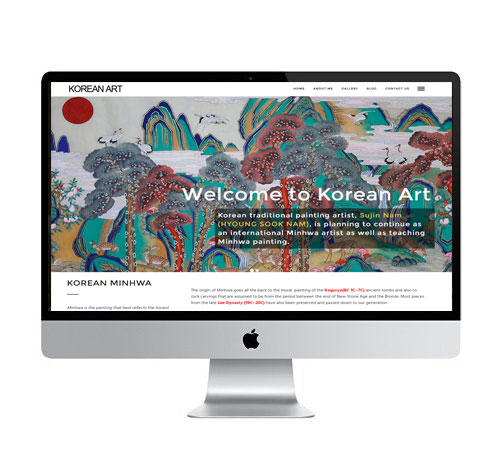 KOREAN ART
HOME ABOUT ME GALLERY BLOG CONTACT US
Welcome to Korean Art
Korean traditional painting artist, Sujin Nam
(HYOUNG SOOK NAM), is planning to continue as
an international Minhwa artist as well as teaching
Minhwa painting.
KOREAN MINHWA
Minhwa is the painting that best reflects the honest
The origin of Minhwa goes all the back to the mural painting of the Koguryo(BC 1C~7C) ancient tombs and also to
rock carvings that are assumed to be from the period between the end of New Stone Age and the Bronze. Most pieces
from the late Lee Dynasty (19C~20C) have also been preserved and passed down to our generation.